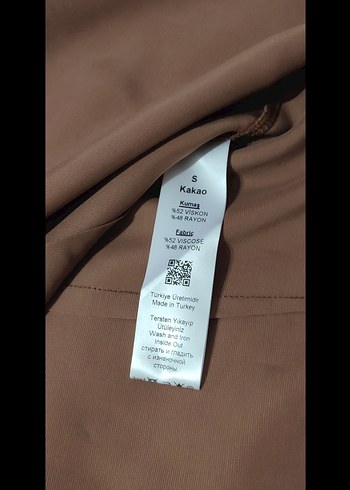 S
Kakao
Kumaş
%52 VISKON
%48 RAYON
Fabric
%52 VISCOSE
%48 RAYON
Türkiye Üretimidir
Made in Turkey
Tersten Yıkayıp
Ütüleyiniz
Wash and Iron
Inside Out
стирать и гладить
с изнаночной
стороны